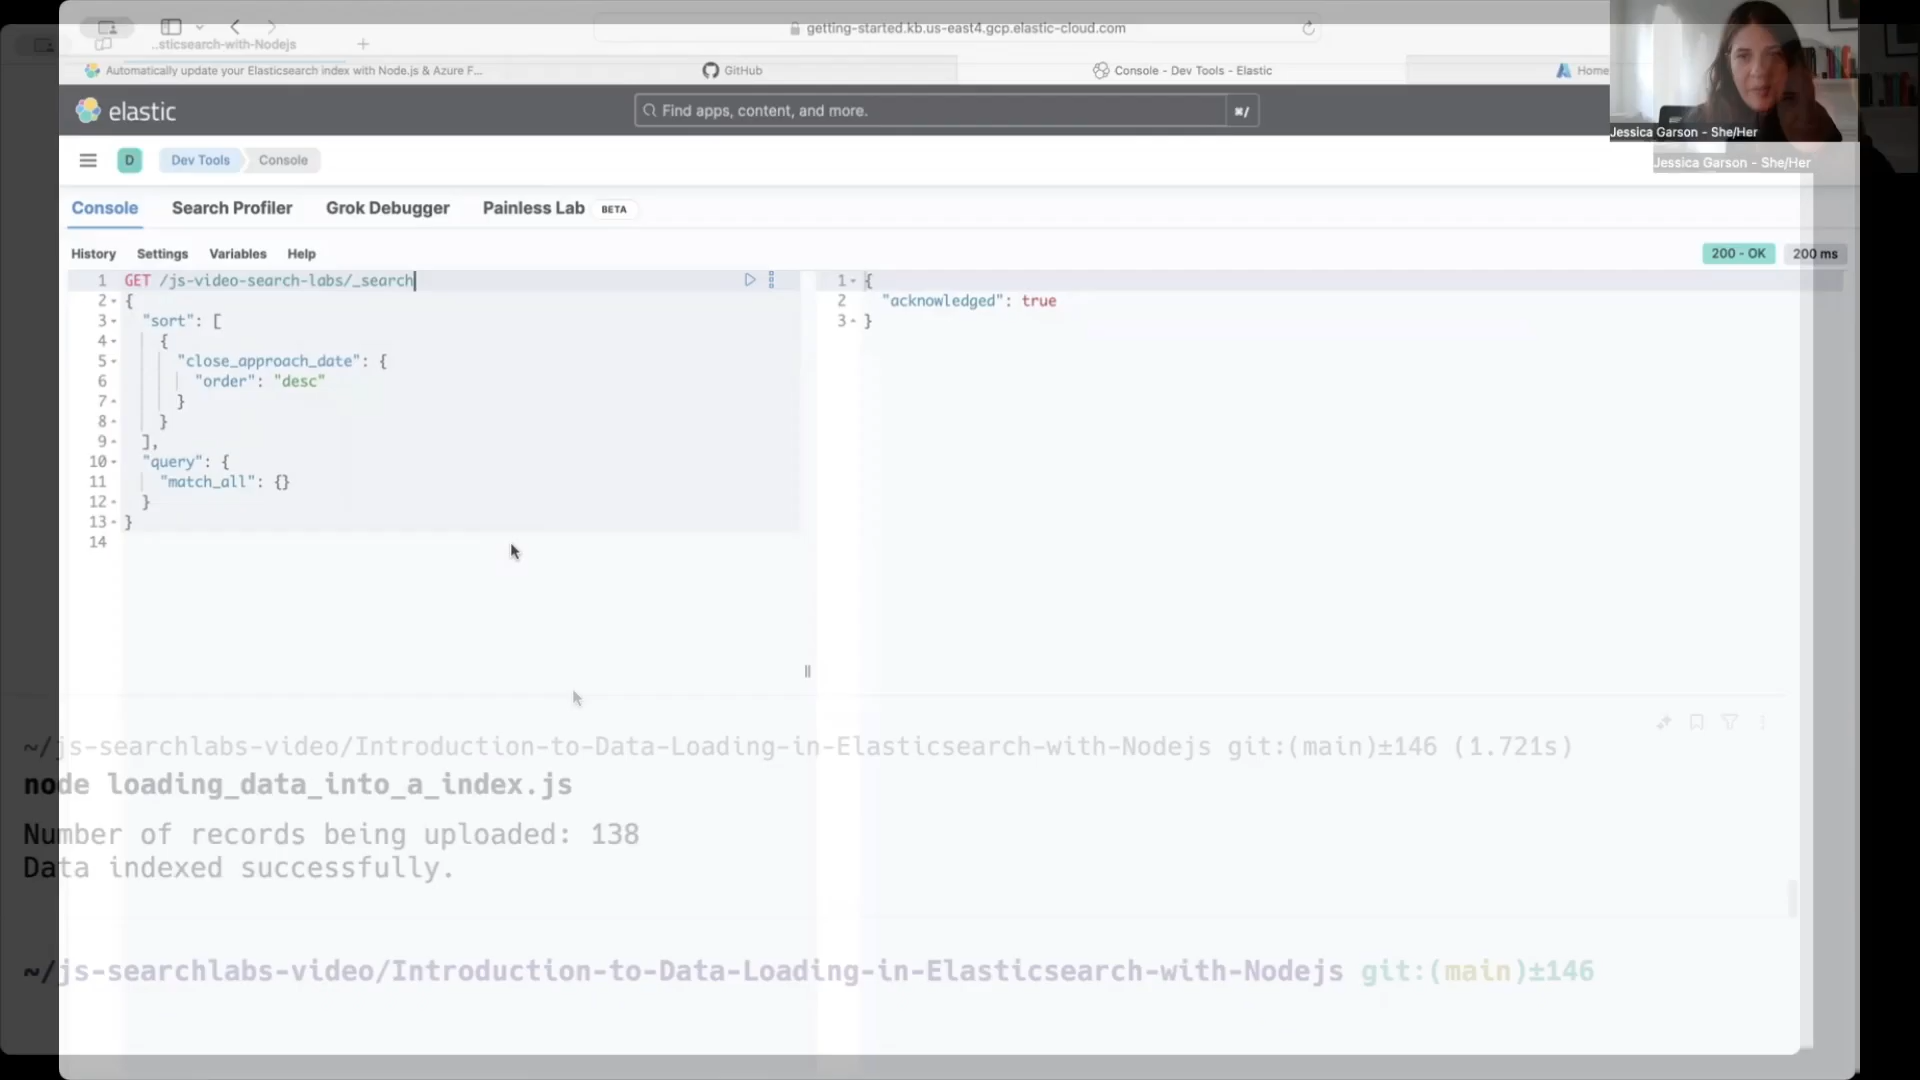 getting-started.kb.us-east4.gcp.elastic-cloud.com
...sticsearch-with-Nodejs
Automatically update your Elasticsearch index with Node.js & Azure F...
GitHub
Console - Dev Tools - Elastic
Home
elastic
Find apps, content, and more.
⌘/
Jessica Garson - She/Her
Jessica Garson - She/Her
D
Dev Tools
Console
Console
Search Profiler
Grok Debugger
Painless Lab
BETA
History
Settings
Variables
Help
200 - OK
200 ms
1 GET /js-video-search-labs/_search
2 {
3 "sort": [
4 {
5 "close_approach_date": {
6 "order": "desc"
7 }
8 }
9 ],
10 "query": {
11 "match_all": {}
12 }
13 }
14
1 {
2 "acknowledged": true
3 }
~/js-searchlabs-video/Introduction-to-Data-Loading-in-Elasticsearch-with-Nodejs git:(main)±146 (1.721s)
node loading_data_into_a_index.js
Number of records being uploaded: 138
Data indexed successfully.
~/js-searchlabs-video/Introduction-to-Data-Loading-in-Elasticsearch-with-Nodejs git:(main)±146